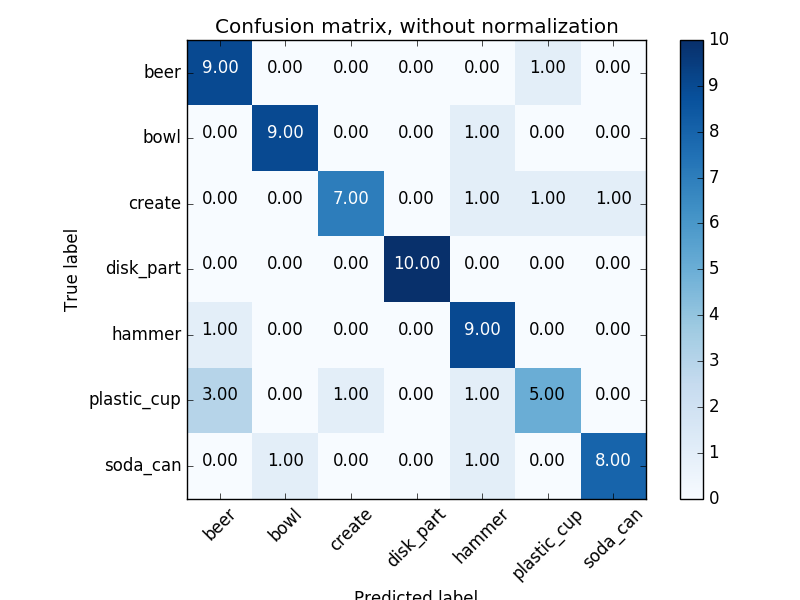 Confusion matrix, without normalization
beer 9.00 0.00 0.00 0.00 0.00 1.00 0.00
bowl 0.00 9.00 0.00 0.00 1.00 0.00 0.00
create 0.00 0.00 7.00 0.00 1.00 1.00 1.00
disk_part 0.00 0.00 0.00 10.00 0.00 0.00 0.00
hammer 1.00 0.00 0.00 0.00 9.00 0.00 0.00
plastic_cup 3.00 0.00 1.00 0.00 1.00 5.00 0.00
soda_can 0.00 1.00 0.00 0.00 1.00 0.00 8.00
beer bowl create disk_part hammer plastic_cup soda_can
True label
Predicted label
10
9
8
7
6
5
4
3
2
1
0